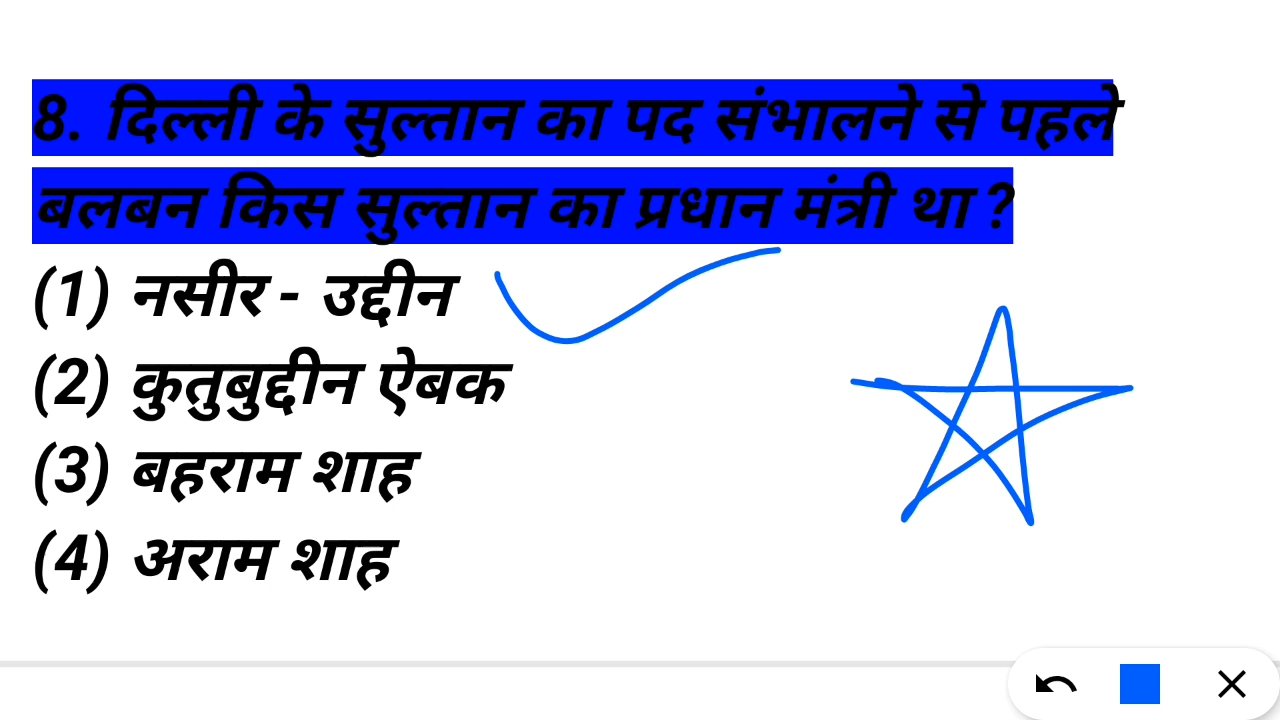 8. दिल्ली के सुल्तान का पद संभालने से पहले
बलबन किस सुल्तान का प्रधान मंत्री था ?
(1) नसीर - उद्दीन
(2) कुतुबुद्दीन ऐबक
(3) बहराम शाह
(4) अराम शाह